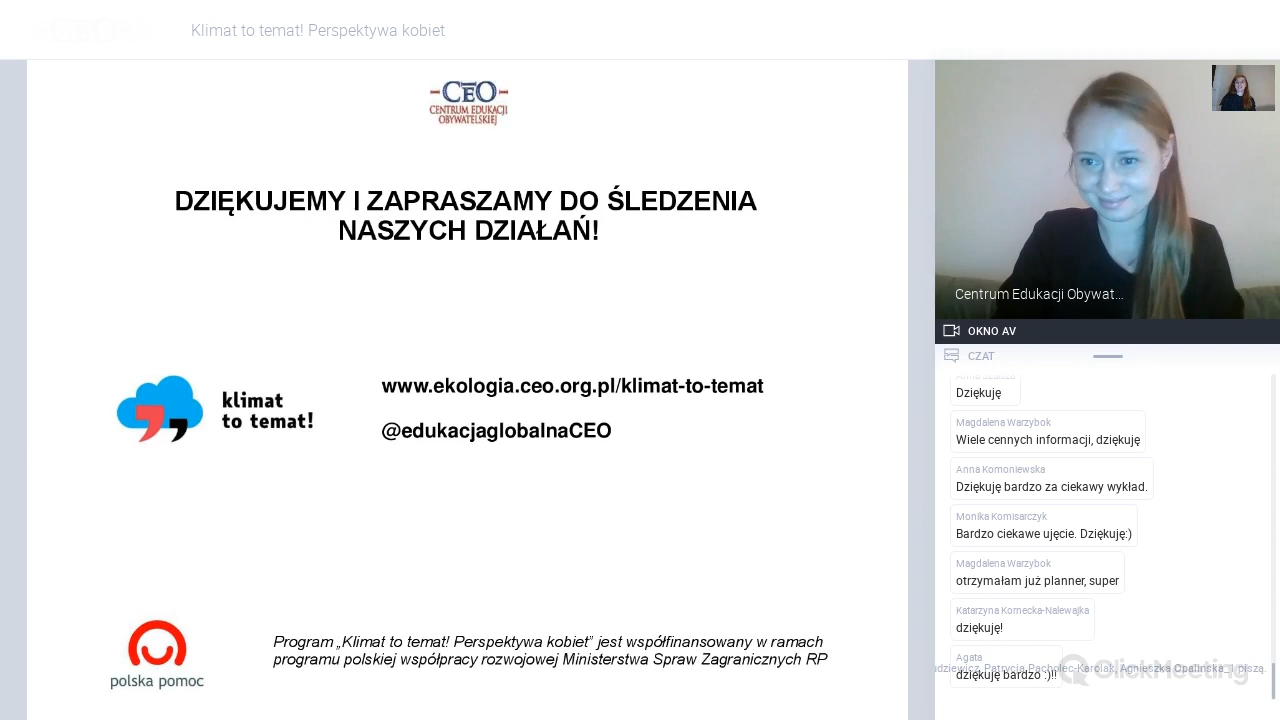 Klimat to temat! Perspektywa kobiet
CEO
CENTRUM EDUKACJI
OBYWATELSKIEJ
DZIĘKUJEMY I ZAPRASZAMY DO ŚLEDZENIA
NASZYCH DZIAŁAŃ!
klimat
to temat!
www.ekologia.ceo.org.pl/klimat-to-temat
@edukacjaglobalnaCEO
polska pomoc
Program „Klimat to temat! Perspektywa kobiet” jest współfinansowany w ramach
programu polskiej współpracy rozwojowej Ministerstwa Spraw Zagranicznych RP
Centrum Edukacji Obywat...
OKNO AV
CZAT
Dziękuję
Magdalena Warzybok
Wiele cennych informacji, dziękuję
Anna Komoniewska
Dziękuję bardzo za ciekawy wykład.
Monika Komisarczyk
Bardzo ciekawe ujęcie. Dziękuję:)
Magdalena Warzybok
otrzymałam już planner, super
Katarzyna Kornecka-Nalewajka
dziękuję!
Agata
Patrycja Pacholec-Karolak, Agnieszka Opalińska_1 piszą.
dziękuję bardzo :)!!
ClickMeeting